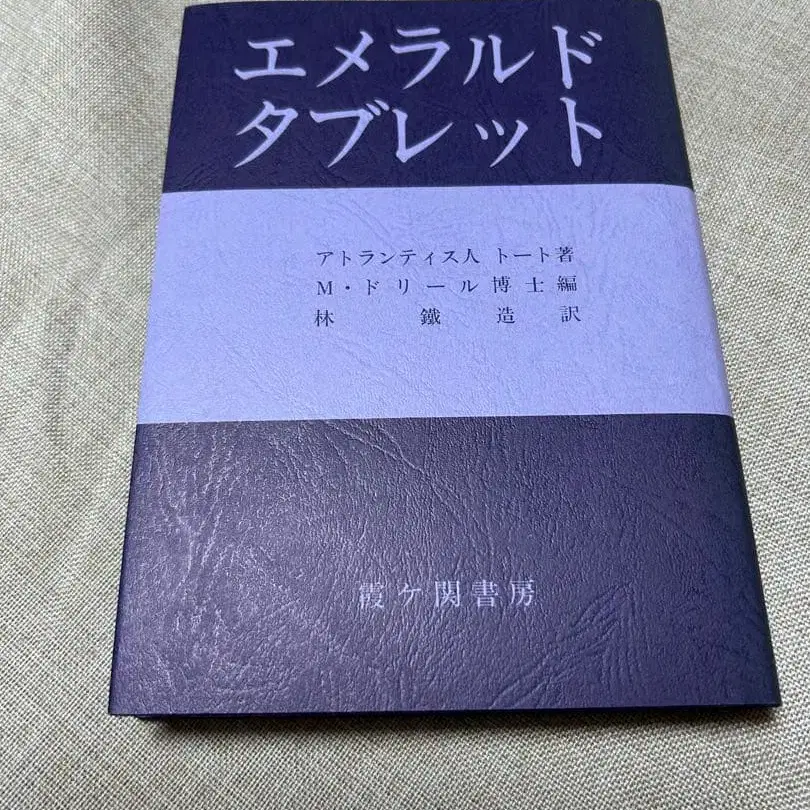 エメラルド
タブレット
アトランティス人 トート著
M・ドリール博士編
林鐵造訳
霞ケ関書房